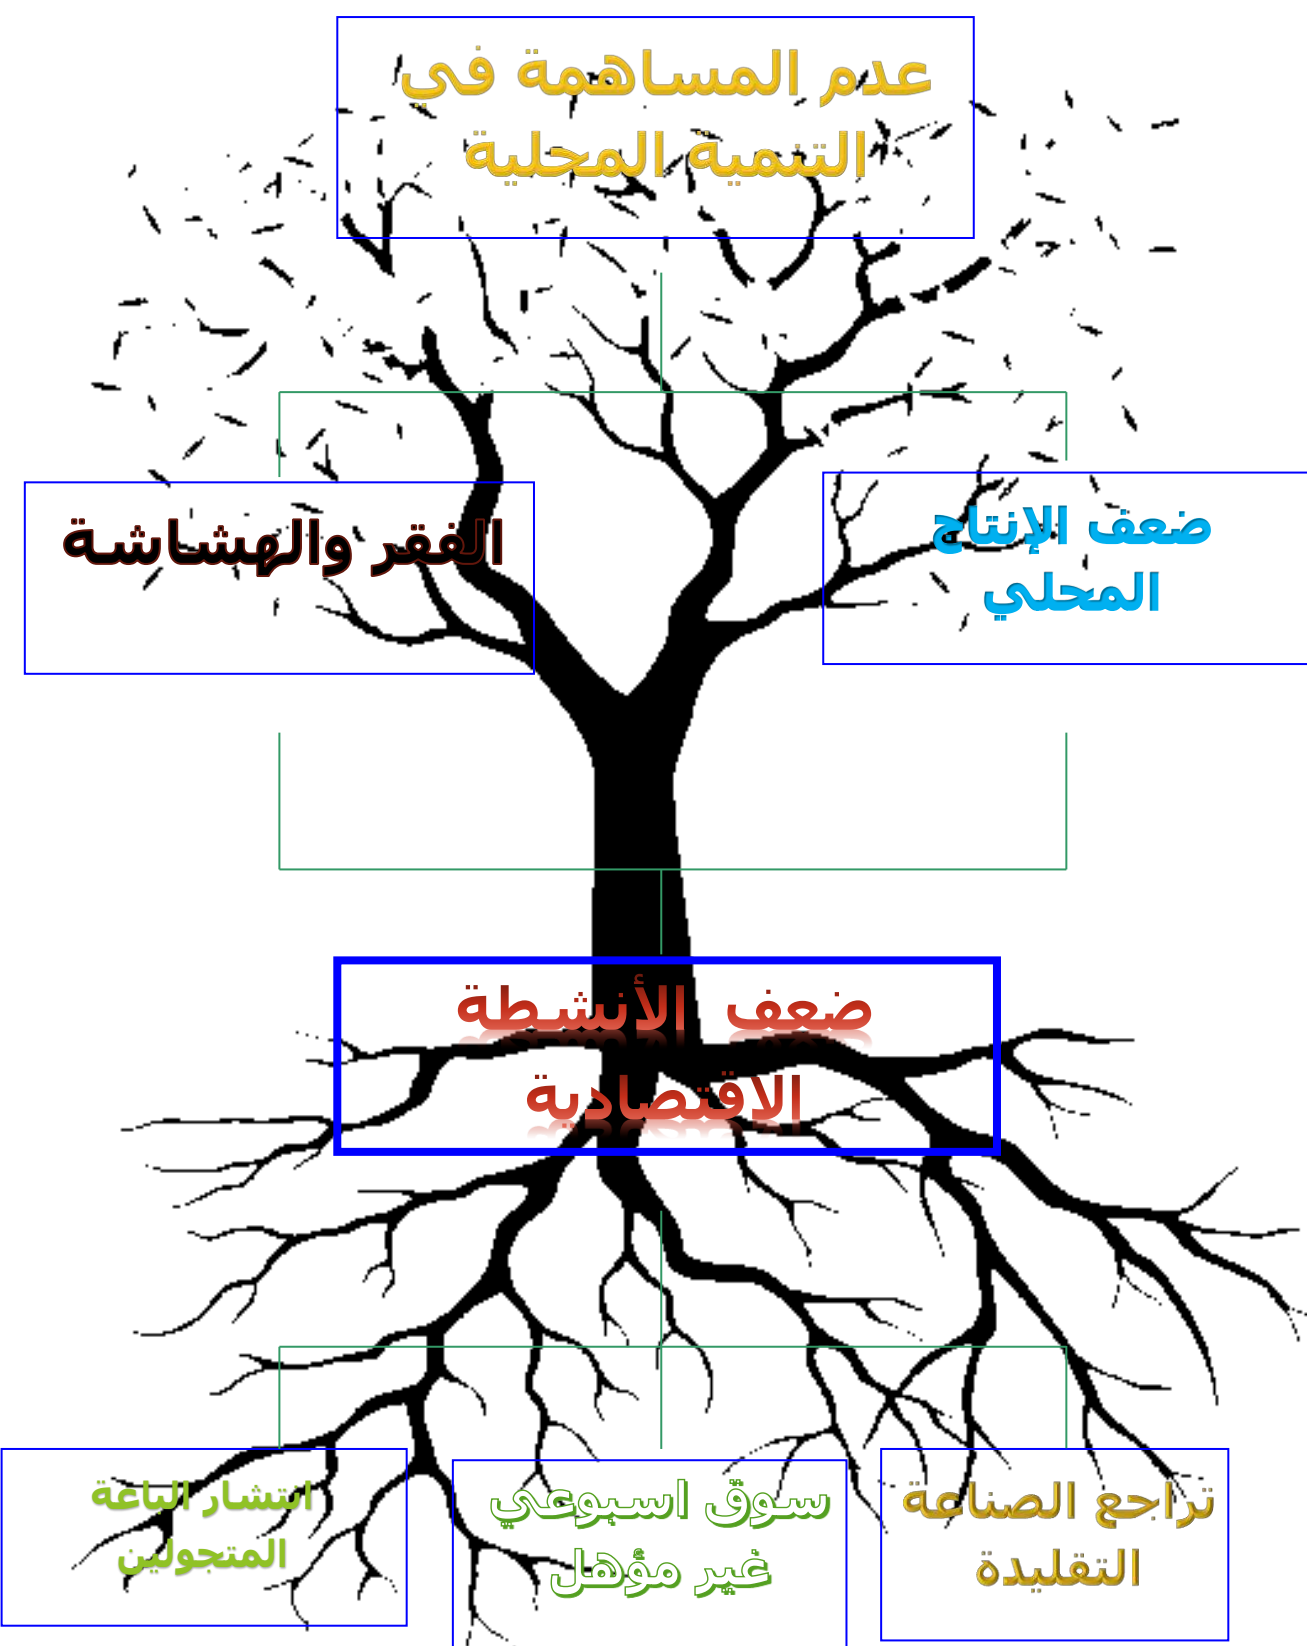 عدم المساهمة في
التنمية المحلية
ضعف الإنتاج
المحلي
الفقر والهشاشة
ضعف الأنشطة
الاقتصادية
تراجع الصناعة
التقليدة
سوق اسبوعي
غير مؤهل
انتشار الباعة
المتجولين